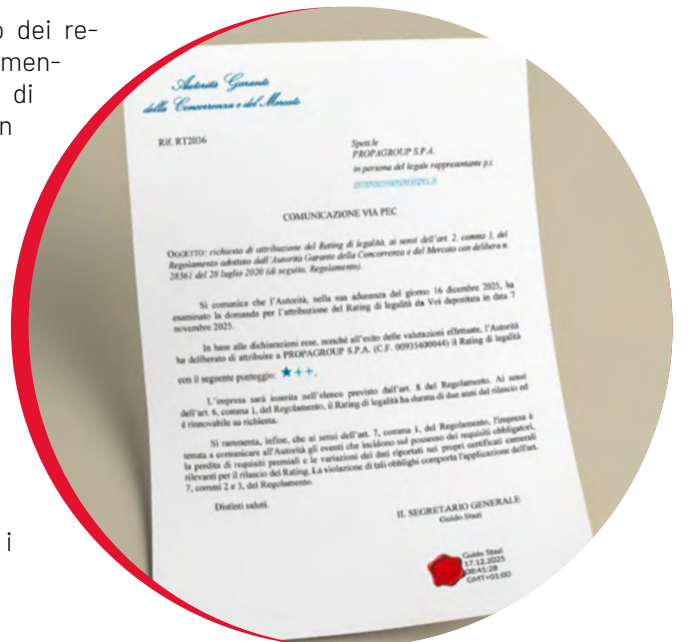 o dei re-
men-
di
n
i
Autorità Garante
della Concorrenza e del Mercato
Rif. RT2036
Spett.le
PROPAGROUP S.P.A.
in persona del legale rappresentante p.t.
COMUNICAZIONE VIA PEC
OGGETTO: richiesta di attribuzione del Rating di legalità, ai sensi dell'art. 2, comma 1, del
Regolamento adottato dall'Autorità Garante della Concorrenza e del Mercato con delibera n.
28361 del 28 luglio 2020 (di seguito, Regolamento).
Si comunica che l'Autorità, nella sua adunanza del giorno 16 dicembre 2025, ha
esaminato la domanda per l'attribuzione del Rating di legalità da Voi depositata in data 7
novembre 2025.
In base alle dichiarazioni rese, nonché all'esito delle valutazioni effettuate, l'Autorità
ha deliberato di attribuire a PROPAGROUP S.P.A. (C.F. 00935400044) il Rating di legalità
con il seguente punteggio: ★++.
L'impresa sarà inserita nell'elenco previsto dall'art. 8 del Regolamento. Ai sensi
dell'art. 6, comma 1, del Regolamento, il Rating di legalità ha durata di due anni dal rilascio ed
è rinnovabile su richiesta.
Si rammenta, infine, che ai sensi dell'art. 7, comma 1, del Regolamento, l'impresa è
tenuta a comunicare all'Autorità gli eventi che incidono sul possesso dei requisiti obbligatori,
la perdita di requisiti premiali e le variazioni dei dati riportati nei propri certificati camerali
rilevanti per il rilascio del Rating. La violazione di tali obblighi comporta l'applicazione dell'art.
7, commi 2 e 3, del Regolamento.
Distinti saluti.
IL SEGRETARIO GENERALE
Guido Stazi
Guido Stazi
17.12.2025
08:41:28
GMT+01:00